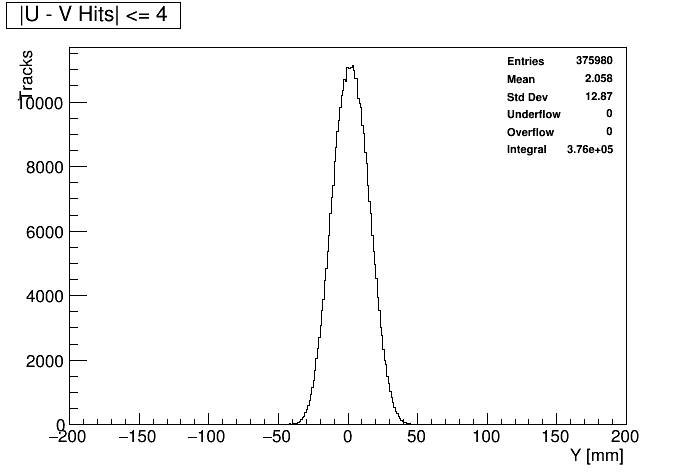 |U - V Hits| <= 4
Tracks
Entries 375980
Mean 2.058
Std Dev 12.87
Underflow 0
Overflow 0
Integral 3.76e+05
10000
8000
6000
4000
2000
0
−200 −150 −100 −50 0 50 100 150 200
Y [mm]